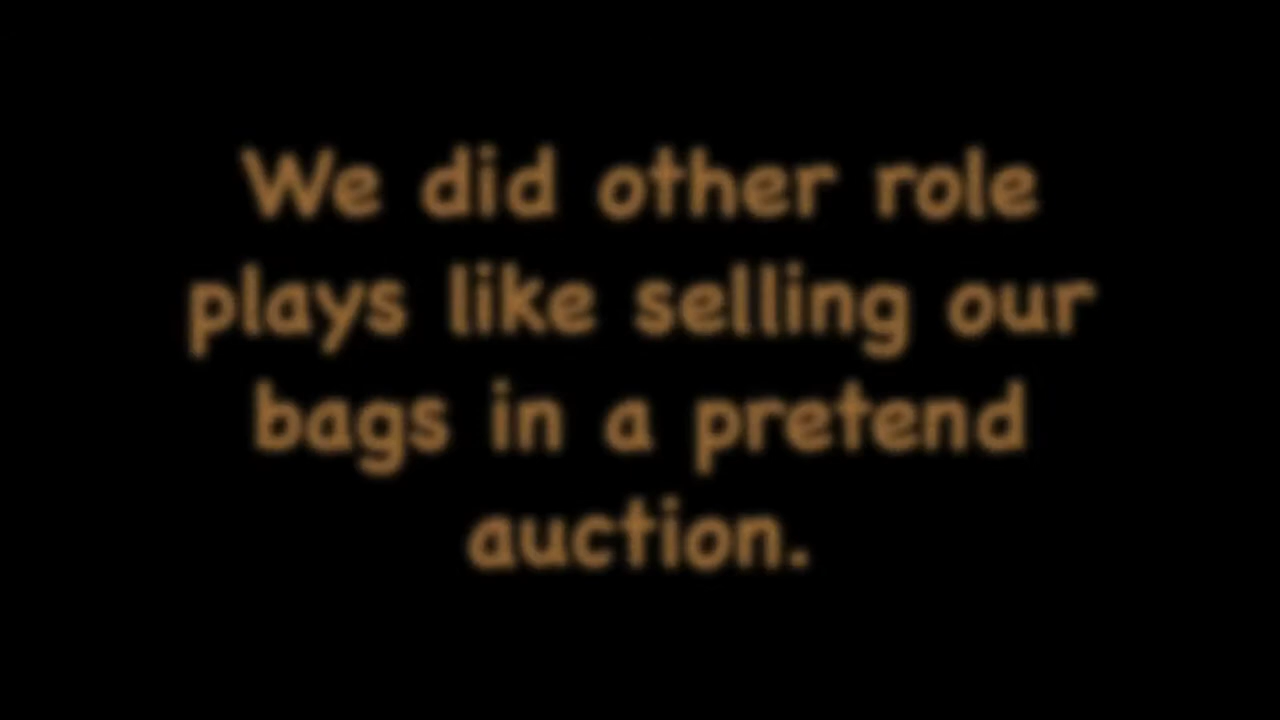 We did other role
plays like selling our
bags in a pretend
auction.